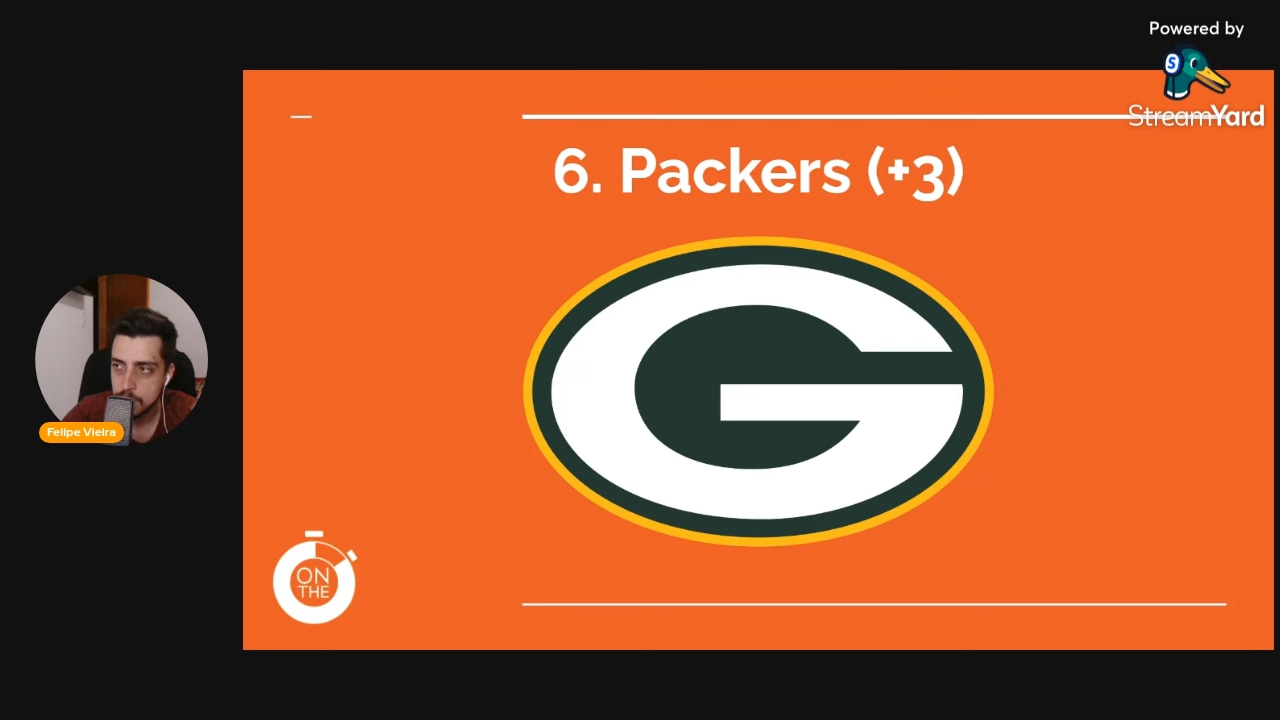 Powered by
StreamYard
6. Packers (+3)
Felipe Vieira
ON
THE